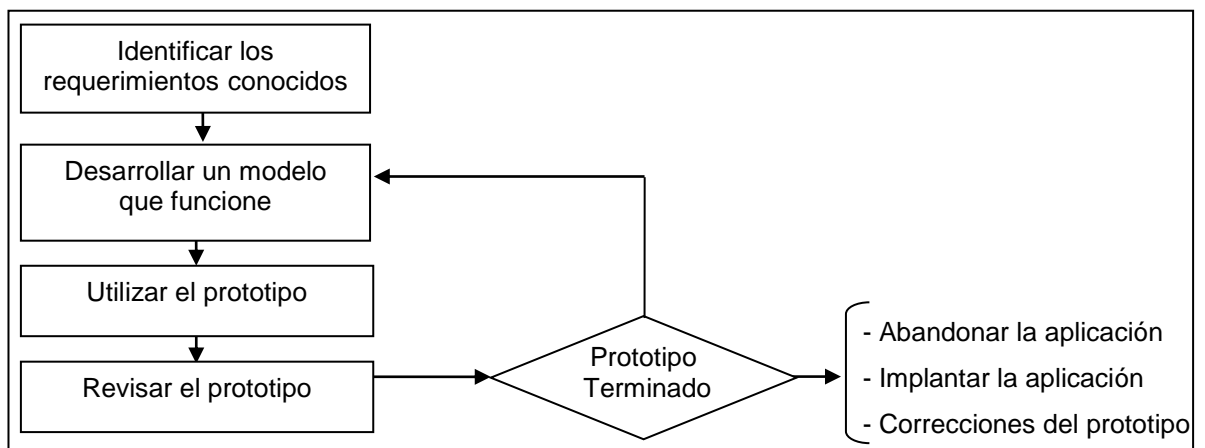 Identificar los
requerimientos conocidos
Desarrollar un modelo
que funcione
Utilizar el prototipo
Revisar el prototipo
Prototipo
Terminado
- Abandonar la aplicación
- Implantar la aplicación
- Correcciones del prototipo